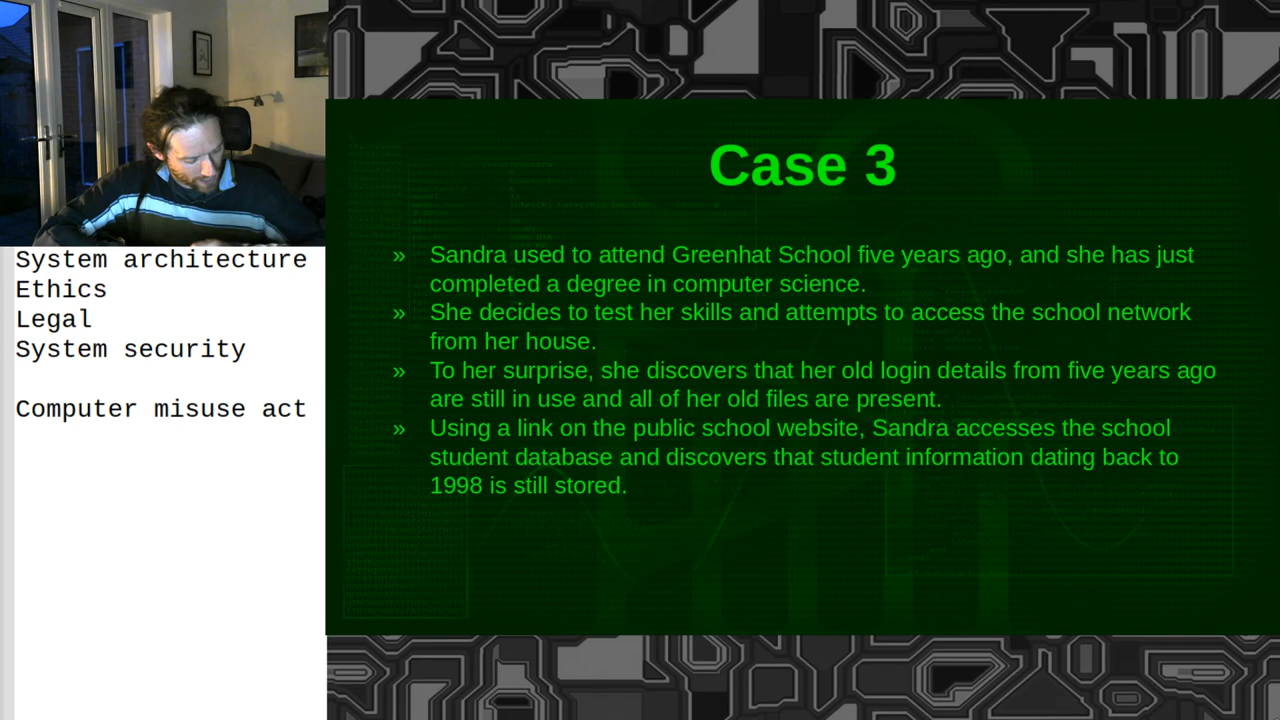 System architecture
Ethics
Legal
System security
Computer misuse act
Case 3
» Sandra used to attend Greenhat School five years ago, and she has just
completed a degree in computer science.
» She decides to test her skills and attempts to access the school network
from her house.
» To her surprise, she discovers that her old login details from five years ago
are still in use and all of her old files are present.
» Using a link on the public school website, Sandra accesses the school
student database and discovers that student information dating back to
1998 is still stored.